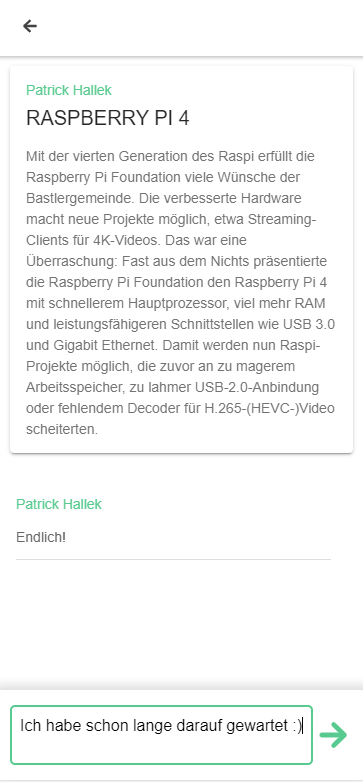 Patrick Hallek
RASPBERRY PI 4
Mit der vierten Generation des Raspi erfüllt die
Raspberry Pi Foundation viele Wünsche der
Bastlergemeinde. Die verbesserte Hardware
macht neue Projekte möglich, etwa Streaming-
Clients für 4K-Videos. Das war eine
Überraschung: Fast aus dem Nichts präsentierte
die Raspberry Pi Foundation den Raspberry Pi 4
mit schnellerem Hauptprozessor, viel mehr RAM
und leistungsfähigeren Schnittstellen wie USB 3.0
und Gigabit Ethernet. Damit werden nun Raspi-
Projekte möglich, die zuvor an zu magerem
Arbeitsspeicher, zu lahmer USB-2.0-Anbindung
oder fehlendem Decoder für H.265-(HEVC-)Video
scheiterten.
Patrick Hallek
Endlich!
Ich habe schon lange darauf gewartet :)